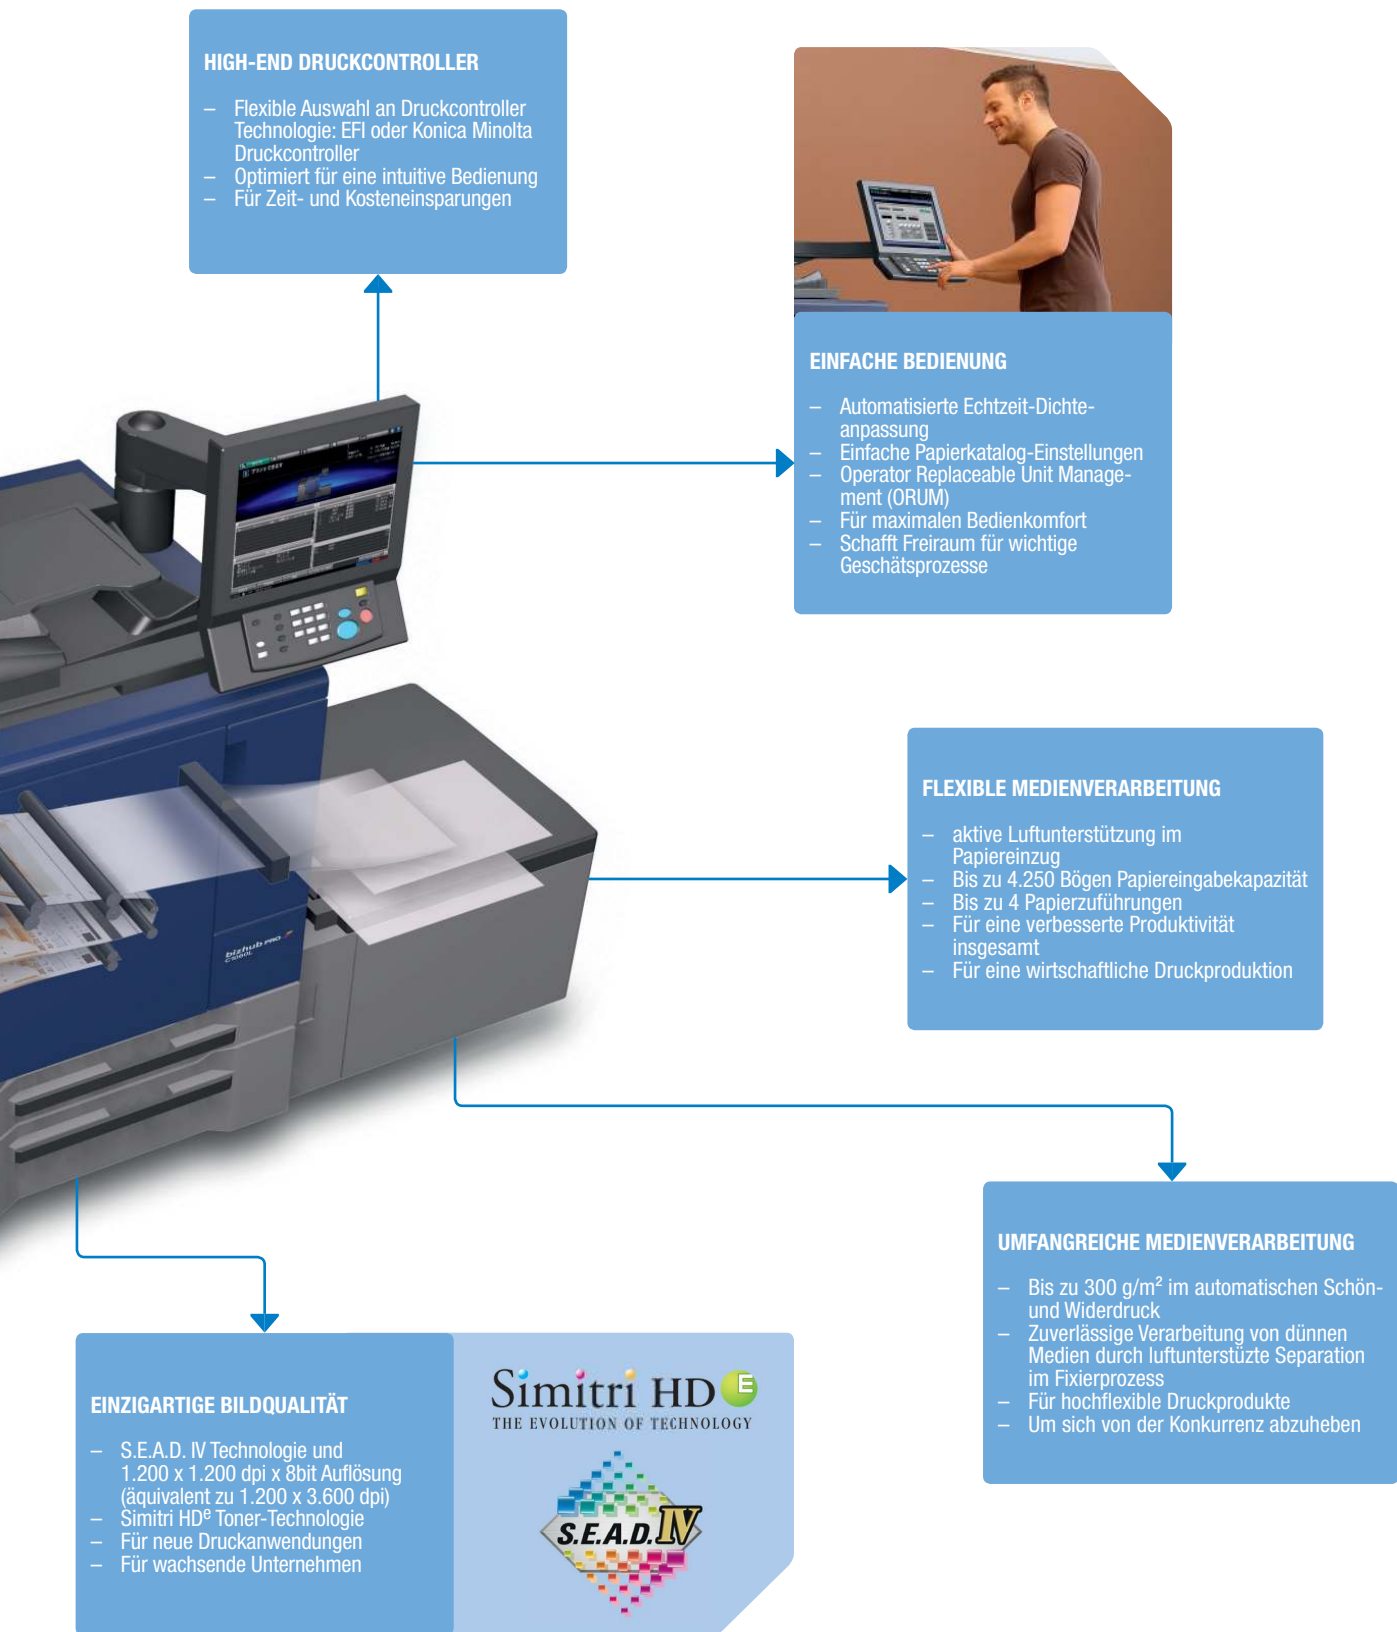 HIGH-END DRUCKCONTROLLER
– Flexible Auswahl an Druckcontroller
Technologie: EFI oder Konica Minolta
Druckcontroller
– Optimiert für eine intuitive Bedienung
– Für Zeit- und Kosteneinsparungen
EINFACHE BEDIENUNG
– Automatisierte Echtzeit-Dichte-
anpassung
– Einfache Papierkatalog-Einstellungen
– Operator Replaceable Unit Manage-
ment (ORUM)
– Für maximalen Bedienkomfort
– Schafft Freiraum für wichtige
Geschätsprozesse
FLEXIBLE MEDIENVERARBEITUNG
– aktive Luftunterstützung im
Papiereinzug
– Bis zu 4.250 Bögen Papiereingabekapazität
– Bis zu 4 Papierzuführungen
– Für eine verbesserte Produktivität
insgesamt
– Für eine wirtschaftliche Druckproduktion
bizhub PRO
C1060L
UMFANGREICHE MEDIENVERARBEITUNG
– Bis zu 300 g/m² im automatischen Schön-
und Widerdruck
– Zuverlässige Verarbeitung von dünnen
Medien durch luftunterstüzte Separation
im Fixierprozess
– Für hochflexible Druckprodukte
– Um sich von der Konkurrenz abzuheben
EINZIGARTIGE BILDQUALITÄT
– S.E.A.D. IV Technologie und
1.200 x 1.200 dpi x 8bit Auflösung
(äquivalent zu 1.200 x 3.600 dpi)
– Simitri HDᵉ Toner-Technologie
– Für neue Druckanwendungen
– Für wachsende Unternehmen
Simitri HD E
THE EVOLUTION OF TECHNOLOGY
S.E.A.D. IV